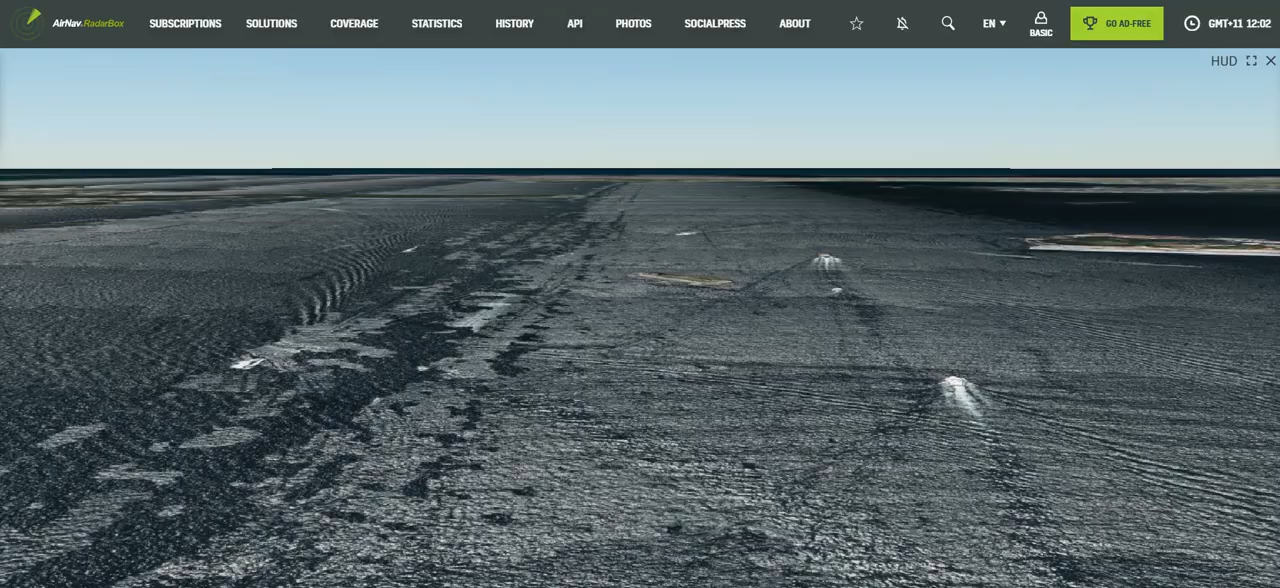 AirNav.RadarBox SUBSCRIPTIONS SOLUTIONS COVERAGE STATISTICS HISTORY API PHOTOS SOCIALPRESS ABOUT EN ▼ BASIC GO AD-FREE GMT+11 12:02
HUD